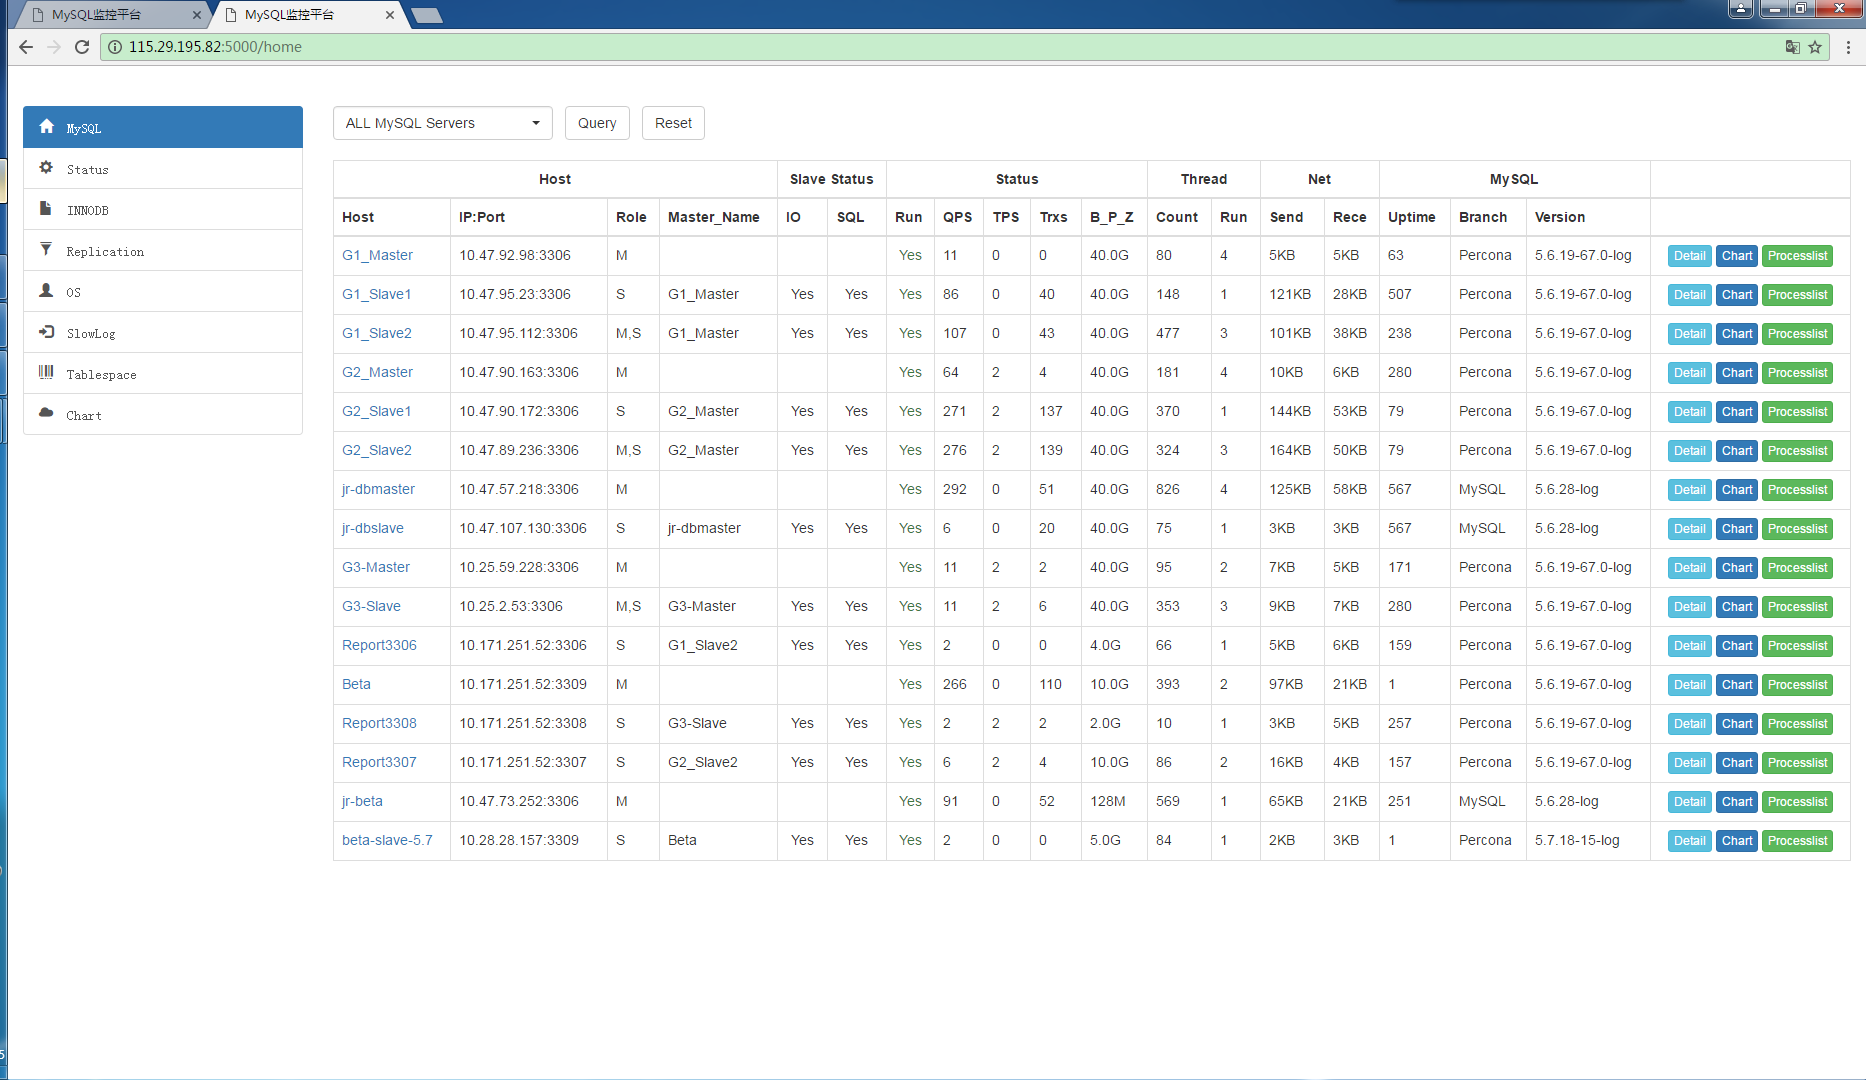 MySQL监控平台 MySQL监控平台
115.29.195.82:5000/home
MySQL
Status
INNODB
Replication
OS
SlowLog
Tablespace
Chart
ALL MySQL Servers Query Reset
Host Slave Status Status Thread Net MySQL
Host IP:Port Role Master_Name IO SQL Run QPS TPS Trxs B_P_Z Count Run Send Rece Uptime Branch Version
G1_Master 10.47.92.98:3306 M Yes 11 0 0 40.0G 80 4 5KB 5KB 63 Percona 5.6.19-67.0-log Detail Chart Processlist
G1_Slave1 10.47.95.23:3306 S G1_Master Yes Yes Yes 86 0 40 40.0G 148 1 121KB 28KB 507 Percona 5.6.19-67.0-log Detail Chart Processlist
G1_Slave2 10.47.95.112:3306 M,S G1_Master Yes Yes Yes 107 0 43 40.0G 477 3 101KB 38KB 238 Percona 5.6.19-67.0-log Detail Chart Processlist
G2_Master 10.47.90.163:3306 M Yes 64 2 4 40.0G 181 4 10KB 6KB 280 Percona 5.6.19-67.0-log Detail Chart Processlist
G2_Slave1 10.47.90.172:3306 S G2_Master Yes Yes Yes 271 2 137 40.0G 370 1 144KB 53KB 79 Percona 5.6.19-67.0-log Detail Chart Processlist
G2_Slave2 10.47.89.236:3306 M,S G2_Master Yes Yes Yes 276 2 139 40.0G 324 3 164KB 50KB 79 Percona 5.6.19-67.0-log Detail Chart Processlist
jr-dbmaster 10.47.57.218:3306 M Yes 292 0 51 40.0G 826 4 125KB 58KB 567 MySQL 5.6.28-log Detail Chart Processlist
jr-dbslave 10.47.107.130:3306 S jr-dbmaster Yes Yes Yes 6 0 20 40.0G 75 1 3KB 3KB 567 MySQL 5.6.28-log Detail Chart Processlist
G3-Master 10.25.59.228:3306 M Yes 11 2 2 40.0G 95 2 7KB 5KB 171 Percona 5.6.19-67.0-log Detail Chart Processlist
G3-Slave 10.25.2.53:3306 M,S G3-Master Yes Yes Yes 11 2 6 40.0G 353 3 9KB 7KB 280 Percona 5.6.19-67.0-log Detail Chart Processlist
Report3306 10.171.251.52:3306 S G1_Slave2 Yes Yes Yes 2 0 0 4.0G 66 1 5KB 6KB 159 Percona 5.6.19-67.0-log Detail Chart Processlist
Beta 10.171.251.52:3309 M Yes 266 0 110 10.0G 393 2 97KB 21KB 1 Percona 5.6.19-67.0-log Detail Chart Processlist
Report3308 10.171.251.52:3308 S G3-Slave Yes Yes Yes 2 2 2 2.0G 10 1 3KB 5KB 257 Percona 5.6.19-67.0-log Detail Chart Processlist
Report3307 10.171.251.52:3307 S G2_Slave2 Yes Yes Yes 6 2 4 10.0G 86 2 16KB 4KB 157 Percona 5.6.19-67.0-log Detail Chart Processlist
jr-beta 10.47.73.252:3306 M Yes 91 0 52 128M 569 1 65KB 21KB 251 MySQL 5.6.28-log Detail Chart Processlist
beta-slave-5.7 10.28.28.157:3309 S Beta Yes Yes Yes 2 0 0 5.0G 84 1 2KB 3KB 1 Percona 5.7.18-15-log Detail Chart Processlist